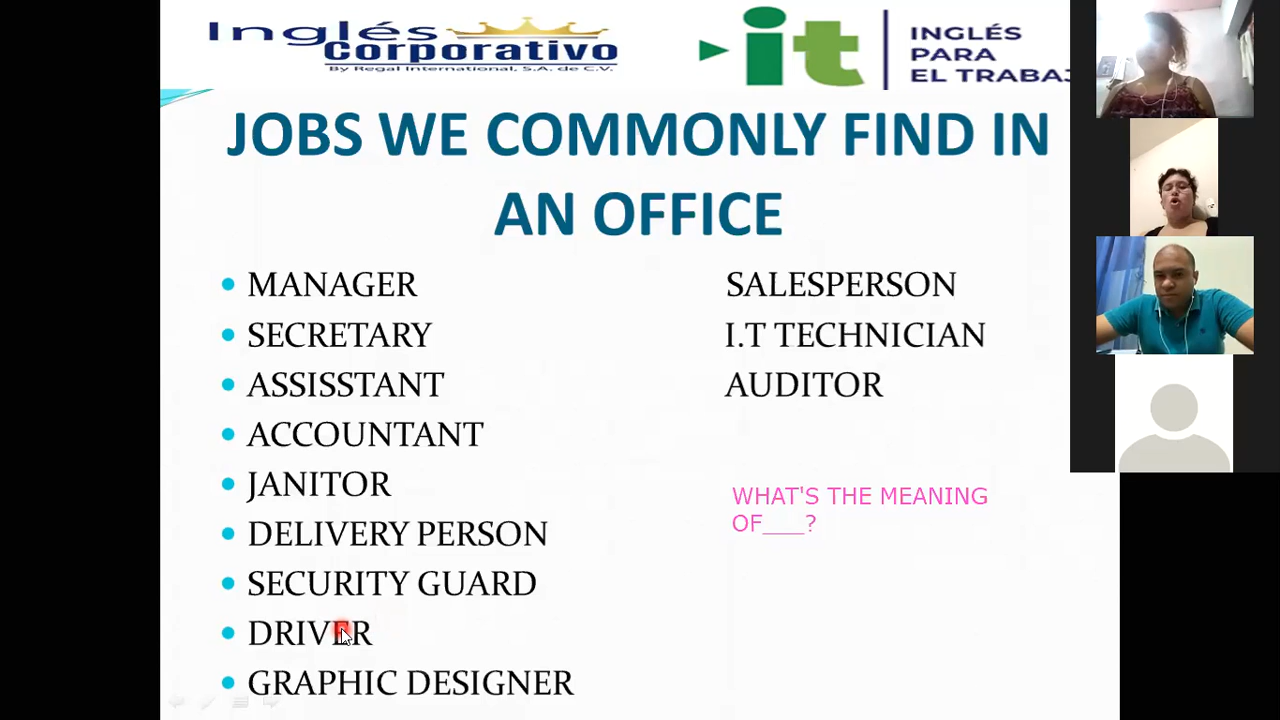 Inglés
Corporativo
By Regal International, S.A. de C.V.
it
INGLÉS
PARA
EL TRABAJ
JOBS WE COMMONLY FIND IN
AN OFFICE
• MANAGER
• SECRETARY
• ASSISSTANT
• ACCOUNTANT
• JANITOR
• DELIVERY PERSON
• SECURITY GUARD
• DRIVER
• GRAPHIC DESIGNER
SALESPERSON
I.T TECHNICIAN
AUDITOR
WHAT'S THE MEANING
OF___?